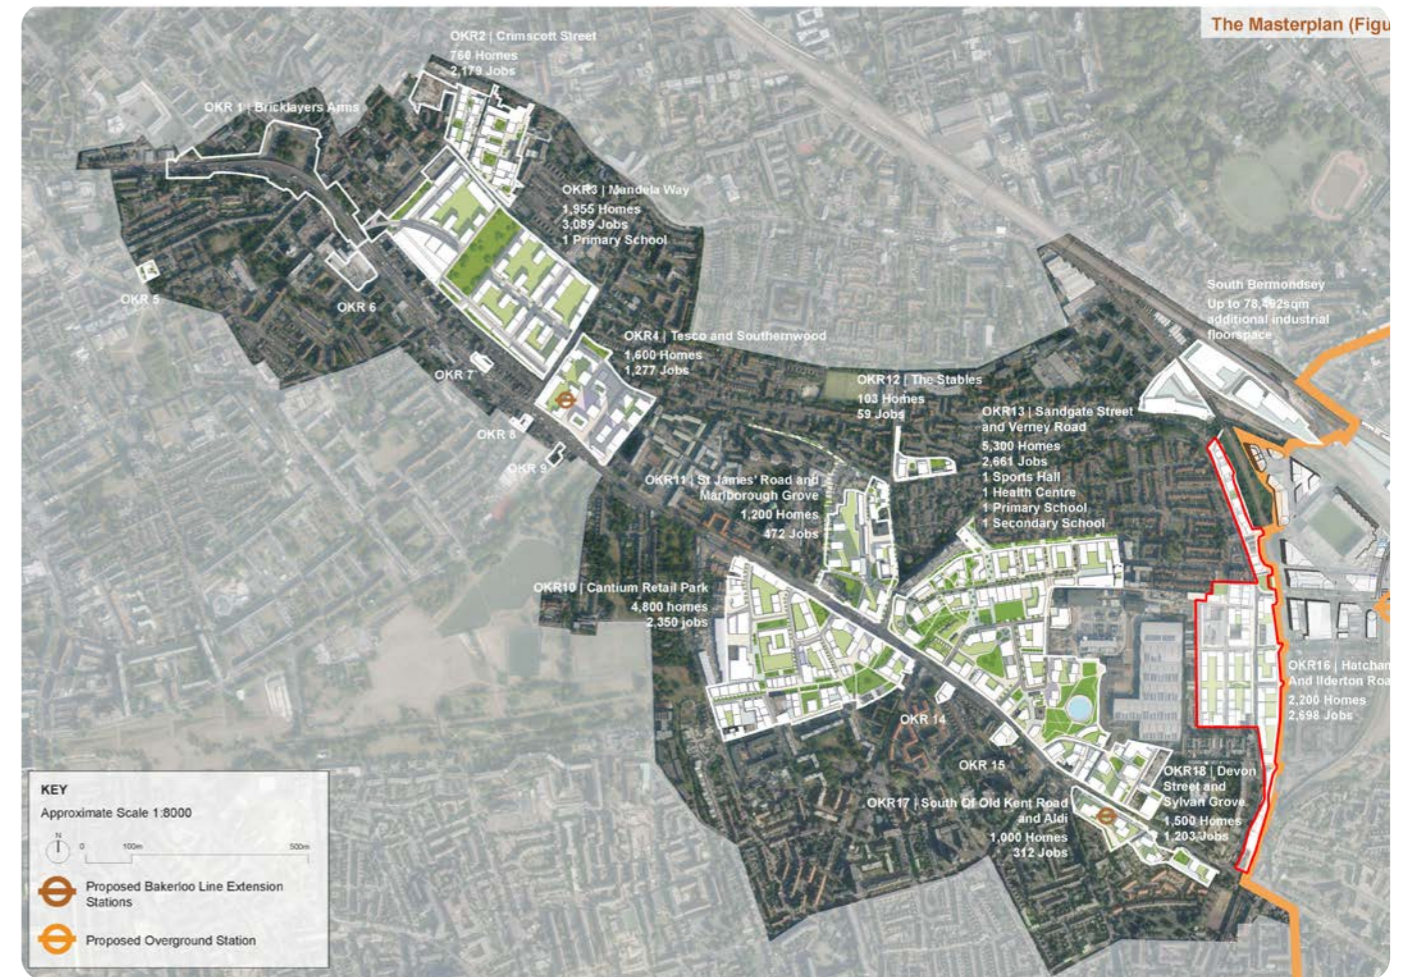 The Masterplan (Figu
OKR2 | Crimscott Street
760 Homes
2,179 Jobs
OKR 1 | Bricklayers Arms
OKR3 | Mandela Way
1,955 Homes
3,089 Jobs
1 Primary School
OKR 5
OKR 6
South Bermondsey
Up to 78,492sqm
additional industrial
floorspace
OKR4 | Tesco and Southernwood
1,600 Homes
1,277 Jobs
OKR 7
OKR12 | The Stables
103 Homes
59 Jobs
OKR13 | Sandgate Street
and Verney Road
5,300 Homes
2,661 Jobs
1 Sports Hall
1 Health Centre
1 Primary School
1 Secondary School
OKR 8
OKR 9
OKR11 | St James' Road and
Marlborough Grove
1,200 Homes
472 Jobs
OKR10 | Cantium Retail Park
4,800 homes
2,350 jobs
OKR16 | Hatcham
And Ilderton Roa
2,200 Homes
2,698 Jobs
OKR 14
OKR 15
OKR18 | Devon
Street and
Sylvan Grove
1,500 Homes
1,203 Jobs
OKR17 | South Of Old Kent Road
and Aldi
1,000 Homes
312 Jobs
KEY
Approximate Scale 1:8000
N
0 100m 500m
Proposed Bakerloo Line Extension
Stations
Proposed Overground Station